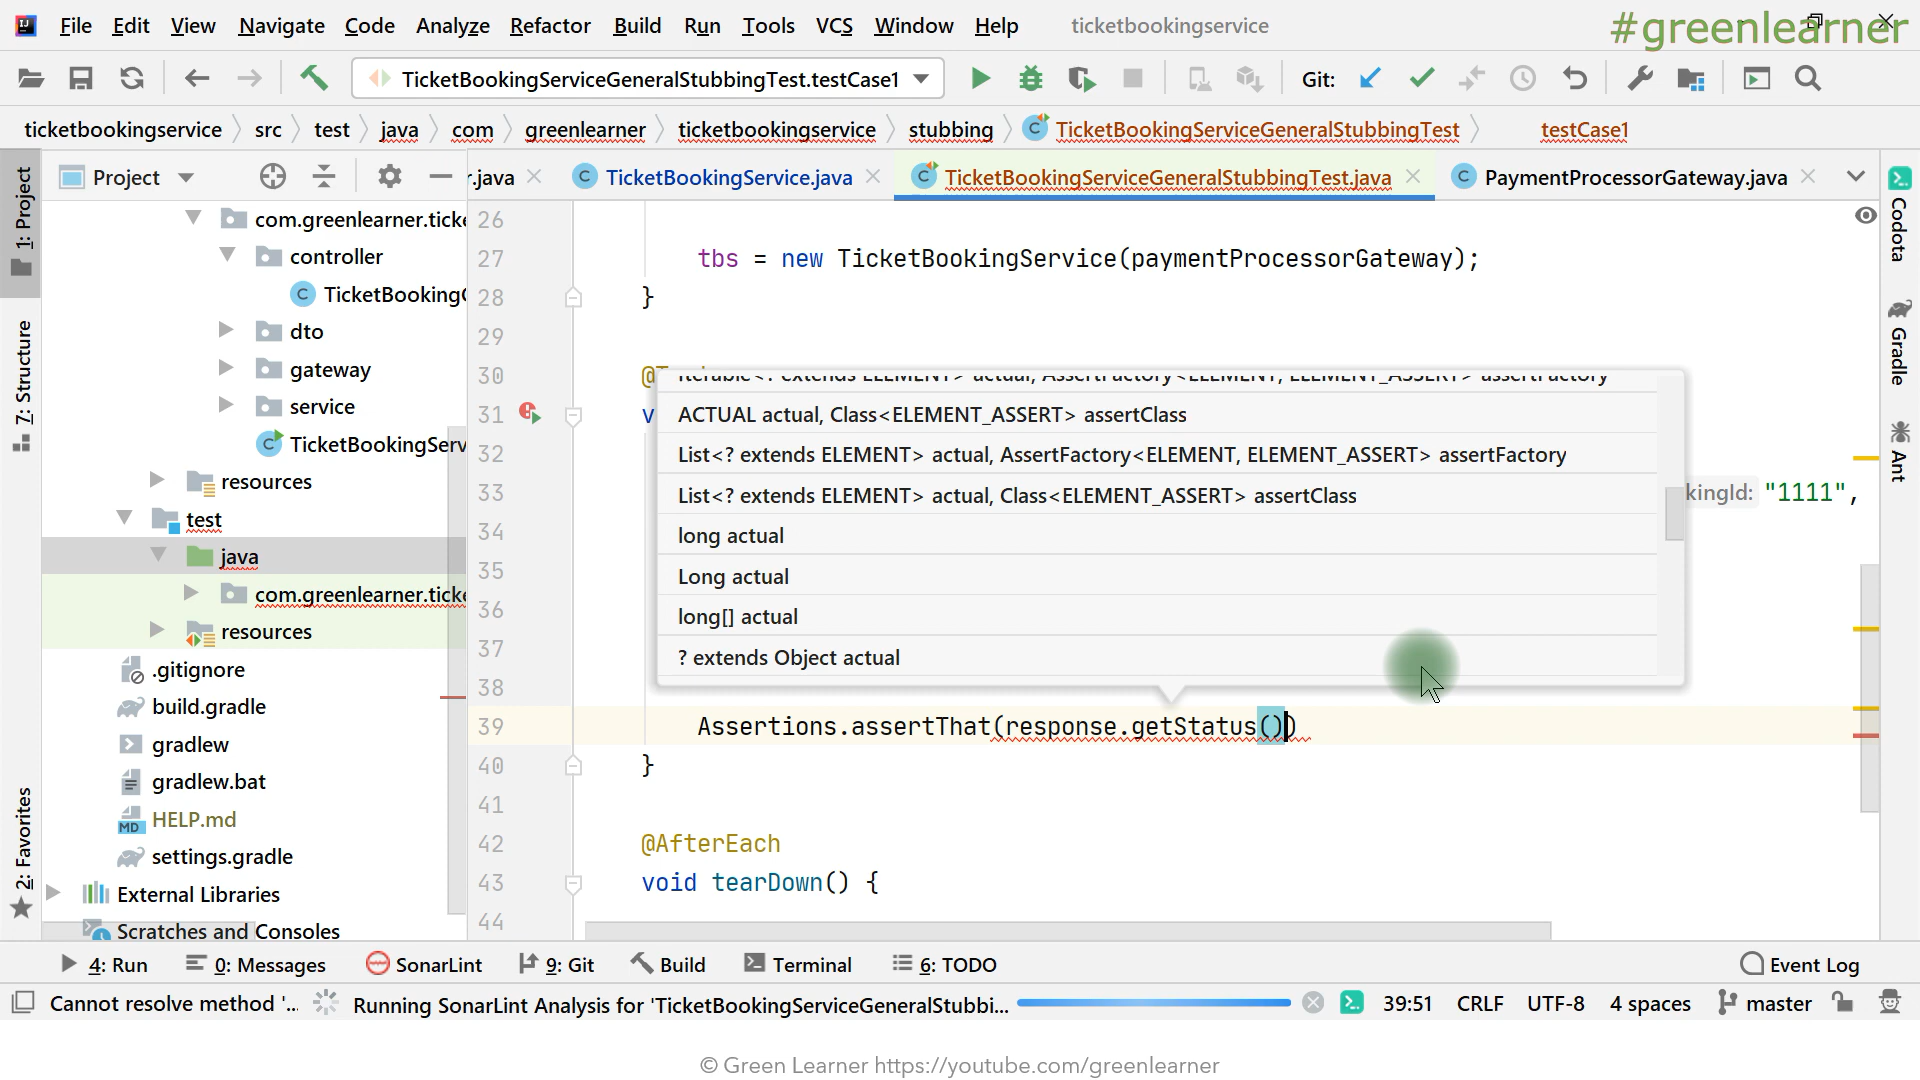 File Edit View Navigate Code Analyze Refactor Build Run Tools VCS Window Help ticketbookingservice
#greenlearner
TicketBookingServiceGeneralStubbingTest.testCase1
Git:
ticketbookingservice src test java com greenlearner ticketbookingservice stubbing TicketBookingServiceGeneralStubbingTest testCase1
Project
r.java TicketBookingService.java TicketBookingServiceGeneralStubbingTest.java PaymentProcessorGateway.java
1: Project
7: Structure
2: Favorites
com.greenlearner.ticke
controller
TicketBookingC
dto
gateway
service
TicketBookingServ
resources
test
java
com.greenlearner.ticke
resources
.gitignore
build.gradle
gradlew
gradlew.bat
HELP.md
settings.gradle
External Libraries
Scratches and Consoles
26
27 tbs = new TicketBookingService(paymentProcessorGateway);
28 }
29
30 @T
31 v
32
33 kingId: "1111",
34
35
36
37
38
Iterable<? extends ELEMENT> actual, AssertFactory<ELEMENT, ELEMENT_ASSERT> assertFactory
ACTUAL actual, Class<ELEMENT_ASSERT> assertClass
List<? extends ELEMENT> actual, AssertFactory<ELEMENT, ELEMENT_ASSERT> assertFactory
List<? extends ELEMENT> actual, Class<ELEMENT_ASSERT> assertClass
long actual
Long actual
long[] actual
? extends Object actual
39 Assertions.assertThat(response.getStatus())
40 }
41
42 @AfterEach
43 void tearDown() {
44
Codota
Gradle
Ant
4: Run 0: Messages SonarLint 9: Git Build Terminal 6: TODO Event Log
Cannot resolve method '... Running SonarLint Analysis for 'TicketBookingServiceGeneralStubbi... 39:51 CRLF UTF-8 4 spaces master
© Green Learner https://youtube.com/greenlearner